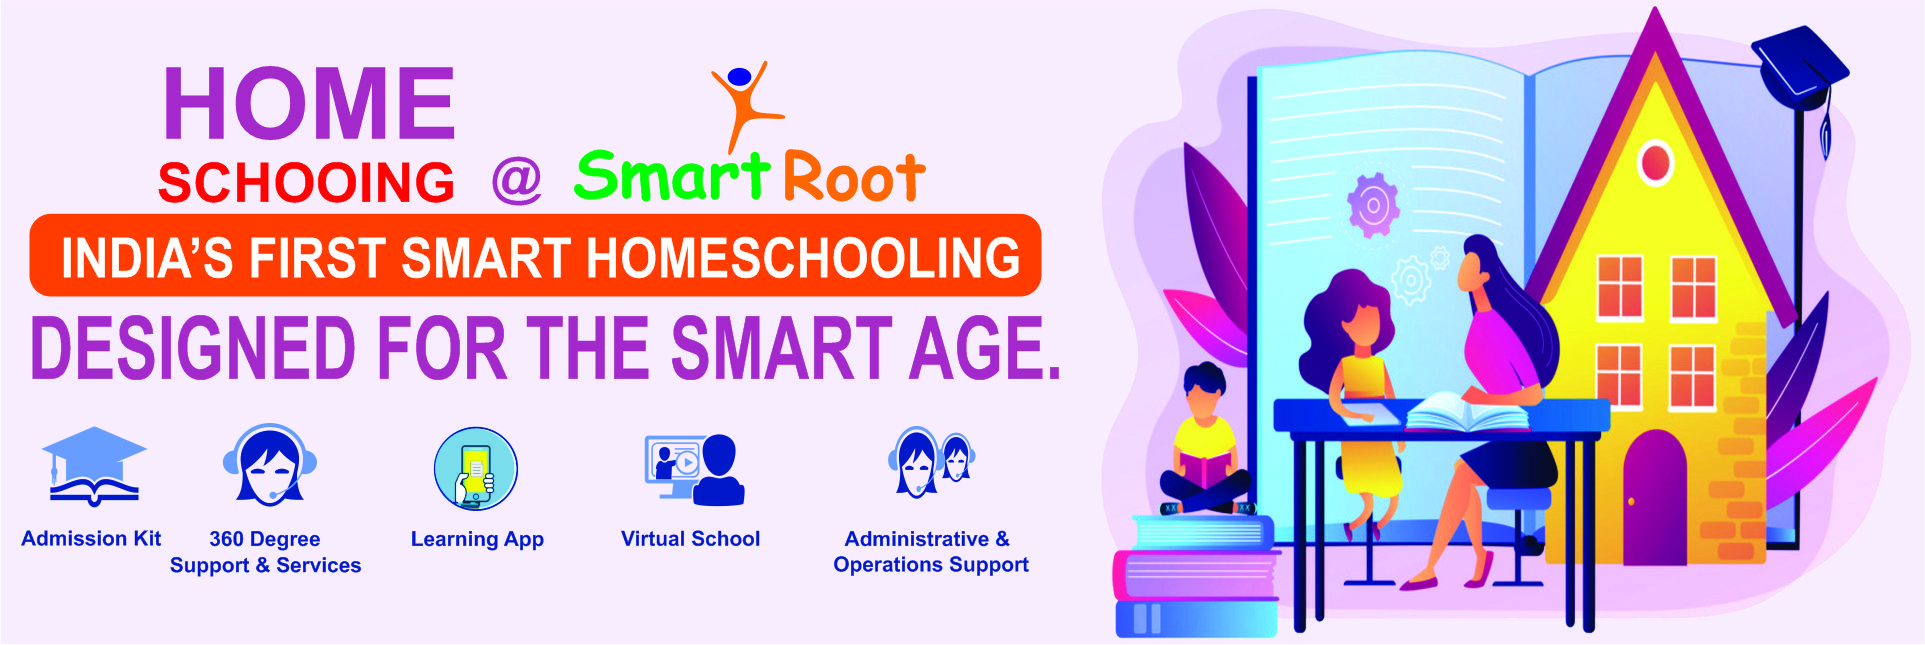 HOME
SCHOOING @ Smart Root
INDIA'S FIRST SMART HOMESCHOOLING
DESIGNED FOR THE SMART AGE.
Admission Kit
360 Degree
Support & Services
Learning App
Virtual School
Administrative &
Operations Support